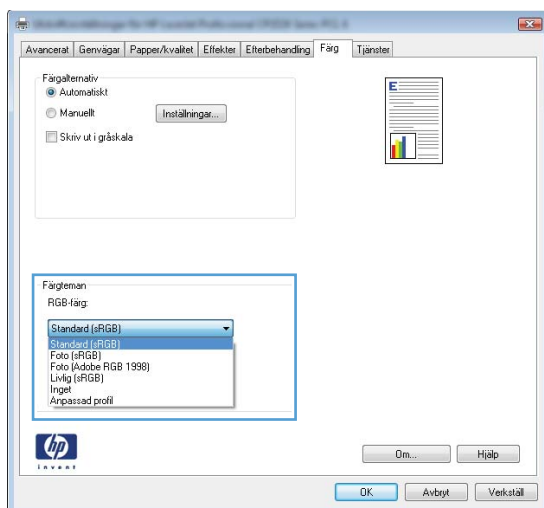 Avancerat Genvägar Papper/kvalitet Effekter Efterbehandling Färg Tjänster
Färgalternativ
Automatiskt
Manuellt Inställningar...
Skriv ut i gråskala
E
Färgteman
RGB-färg:
Standard (sRGB)
Standard (sRGB)
Foto (sRGB)
Foto (Adobe RGB 1998)
Livlig (sRGB)
Inget
Anpassad profil
hp
invent
Om... Hjälp
OK Avbryt Verkställ